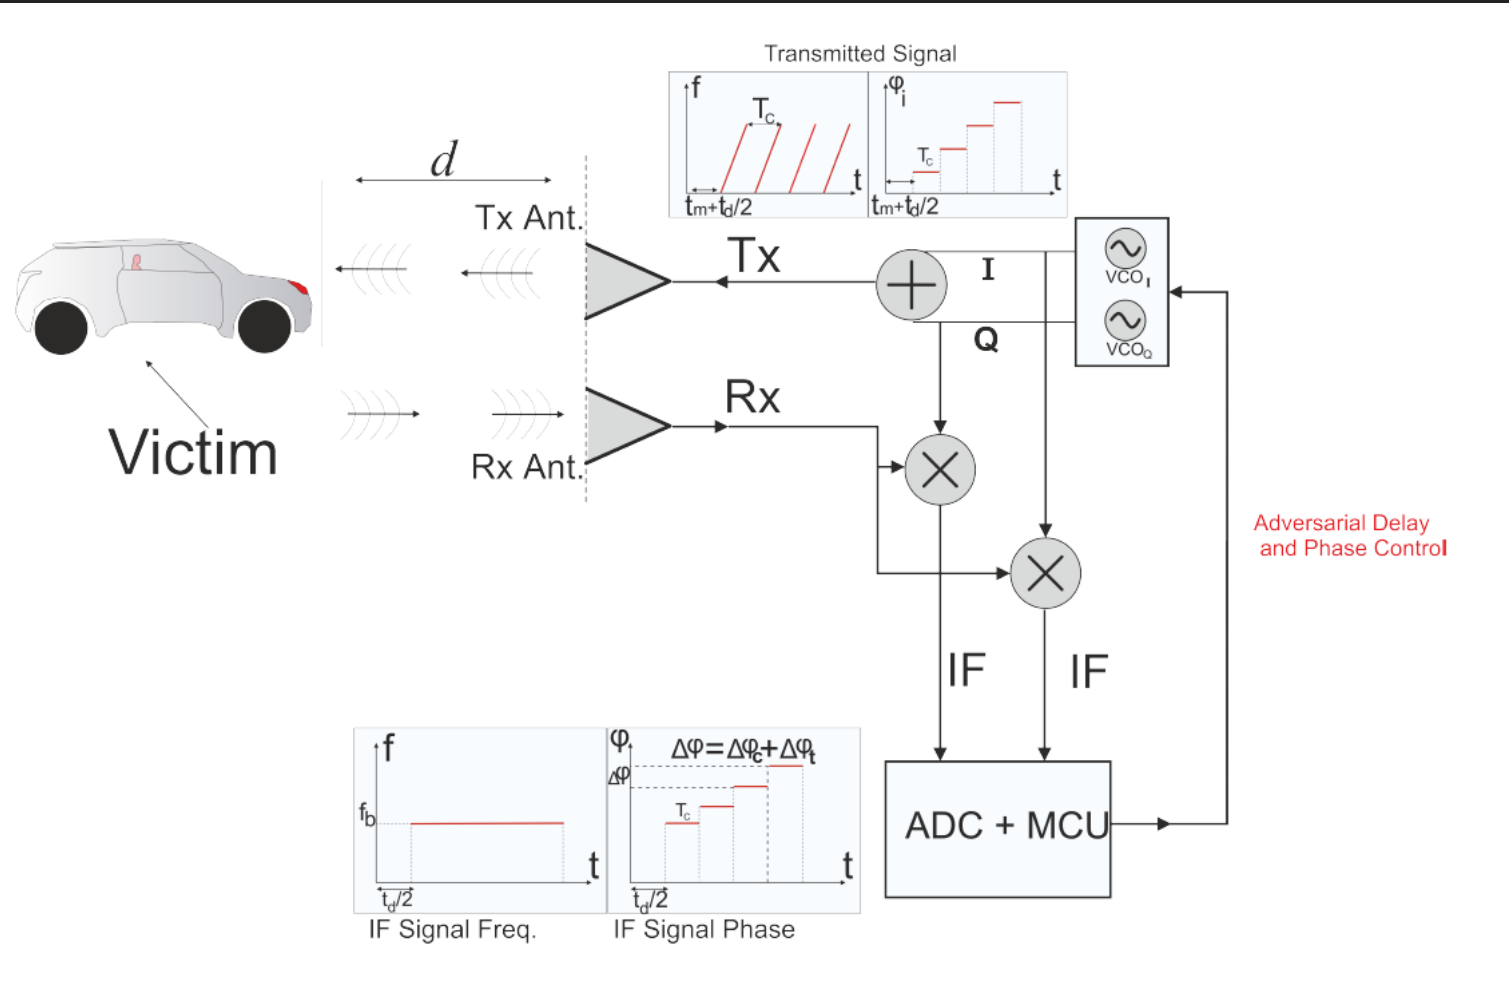 Transmitted Signal
f
Tc
t
tm+td/2
φi
Tc
t
tm+td/2
d
Tx Ant.
Tx
I
Q
VCOI
VCOQ
Rx
Rx Ant.
Victim
Adversarial Delay
and Phase Control
IF
IF
ADC + MCU
f
fb
t
td/2
IF Signal Freq.
φ
Δφ=Δφc+Δφt
Δφ
Tc
t
td/2
IF Signal Phase